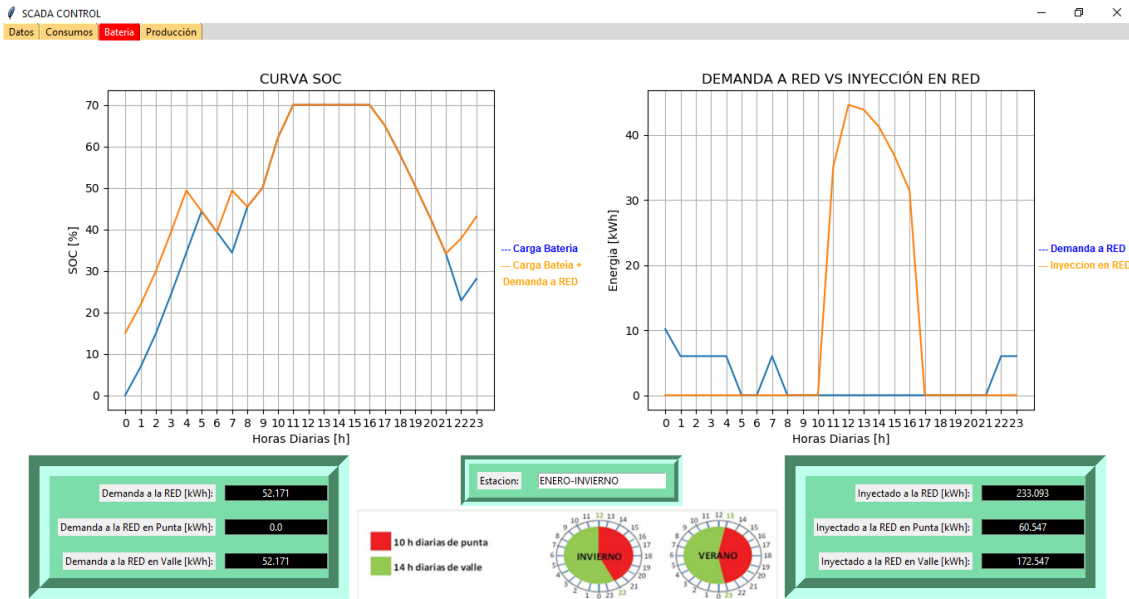 SCADA CONTROL
Datos Consumos Bateria Producción
CURVA SOC
SOC [%]
70
60
50
40
30
20
10
0
0 1 2 3 4 5 6 7 8 9 10 11 12 13 14 15 16 17 18 19 20 21 22 23
Horas Diarias [h]
--- Carga Bateria
--- Carga Bateia +
Demanda a RED
DEMANDA A RED VS INYECCIÓN EN RED
Energia [kWh]
40
30
20
10
0
0 1 2 3 4 5 6 7 8 9 10 11 12 13 14 15 16 17 18 19 20 21 22 23
Horas Diarias [h]
--- Demanda a RED
--- Inyeccion en RED
Demanda a la RED [kWh]: 52.171
Demanda a la RED en Punta [kWh]: 0.0
Demanda a la RED en Valle [kWh]: 52.171
Estacion: ENERO-INVIERNO
10 h diarias de punta
14 h diarias de valle
INVIERNO
VERANO
Inyectado a la RED [kWh]: 233.093
Inyectado a la RED en Punta [kWh]: 60.547
Inyectado a la RED en Valle [kWh]: 172.547